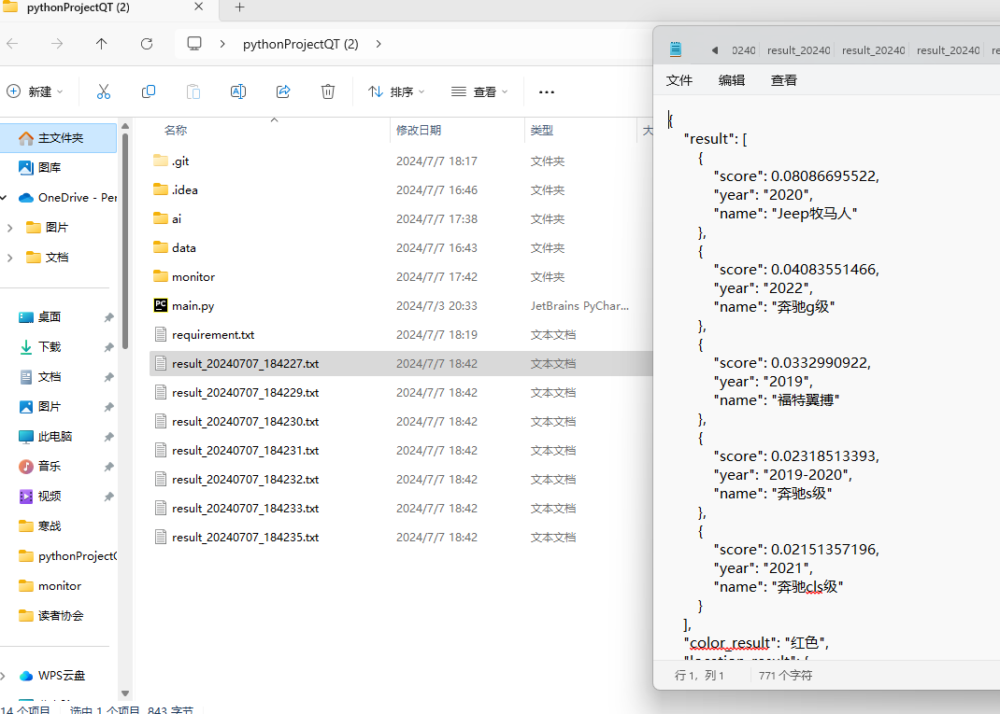 pythonProjectQT (2)
pythonProjectQT (2)
新建
排序
查看
主文件夹
图库
OneDrive - Per
图片
文档
桌面
下载
文档
图片
此电脑
音乐
视频
寒战
pythonProjectQ
monitor
读者协会
WPS云盘
名称 修改日期 类型 大
.git 2024/7/7 18:17 文件夹
.idea 2024/7/7 16:46 文件夹
ai 2024/7/7 17:38 文件夹
data 2024/7/7 16:43 文件夹
monitor 2024/7/7 17:42 文件夹
main.py 2024/7/3 20:33 JetBrains PyChar...
requirement.txt 2024/7/7 18:19 文本文档
result_20240707_184227.txt 2024/7/7 18:42 文本文档
result_20240707_184229.txt 2024/7/7 18:42 文本文档
result_20240707_184230.txt 2024/7/7 18:42 文本文档
result_20240707_184231.txt 2024/7/7 18:42 文本文档
result_20240707_184232.txt 2024/7/7 18:42 文本文档
result_20240707_184233.txt 2024/7/7 18:42 文本文档
result_20240707_184235.txt 2024/7/7 18:42 文本文档
14 个项目 选中 1 个项目 843 字节
0240 result_20240 result_20240 result_20240 re
文件 编辑 查看
{
"result": [
{
"score": 0.08086695522,
"year": "2020",
"name": "Jeep牧马人"
},
{
"score": 0.04083551466,
"year": "2022",
"name": "奔驰g级"
},
{
"score": 0.0332990922,
"year": "2019",
"name": "福特翼搏"
},
{
"score": 0.02318513393,
"year": "2019-2020",
"name": "奔驰s级"
},
{
"score": 0.02151357196,
"year": "2021",
"name": "奔驰cls级"
}
],
"color_result": "红色",
"location_result": {
行 1，列 1 771 个字符